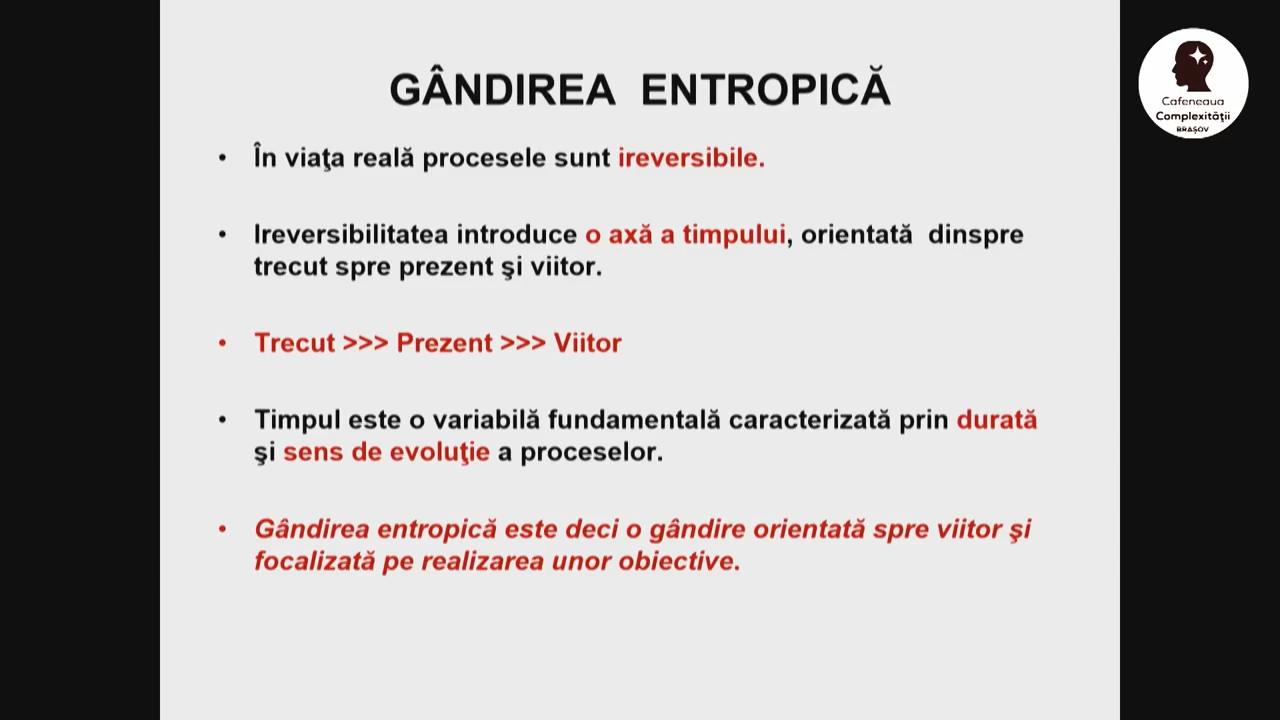 GÂNDIREA ENTROPICĂ
• În viaţa reală procesele sunt ireversibile.
• Ireversibilitatea introduce o axă a timpului, orientată dinspre
trecut spre prezent şi viitor.
• Trecut >>> Prezent >>> Viitor
• Timpul este o variabilă fundamentală caracterizată prin durată
şi sens de evoluţie a proceselor.
• Gândirea entropică este deci o gândire orientată spre viitor şi
focalizată pe realizarea unor obiective.
Cafeneaua
Complexităţii
BRAŞOV